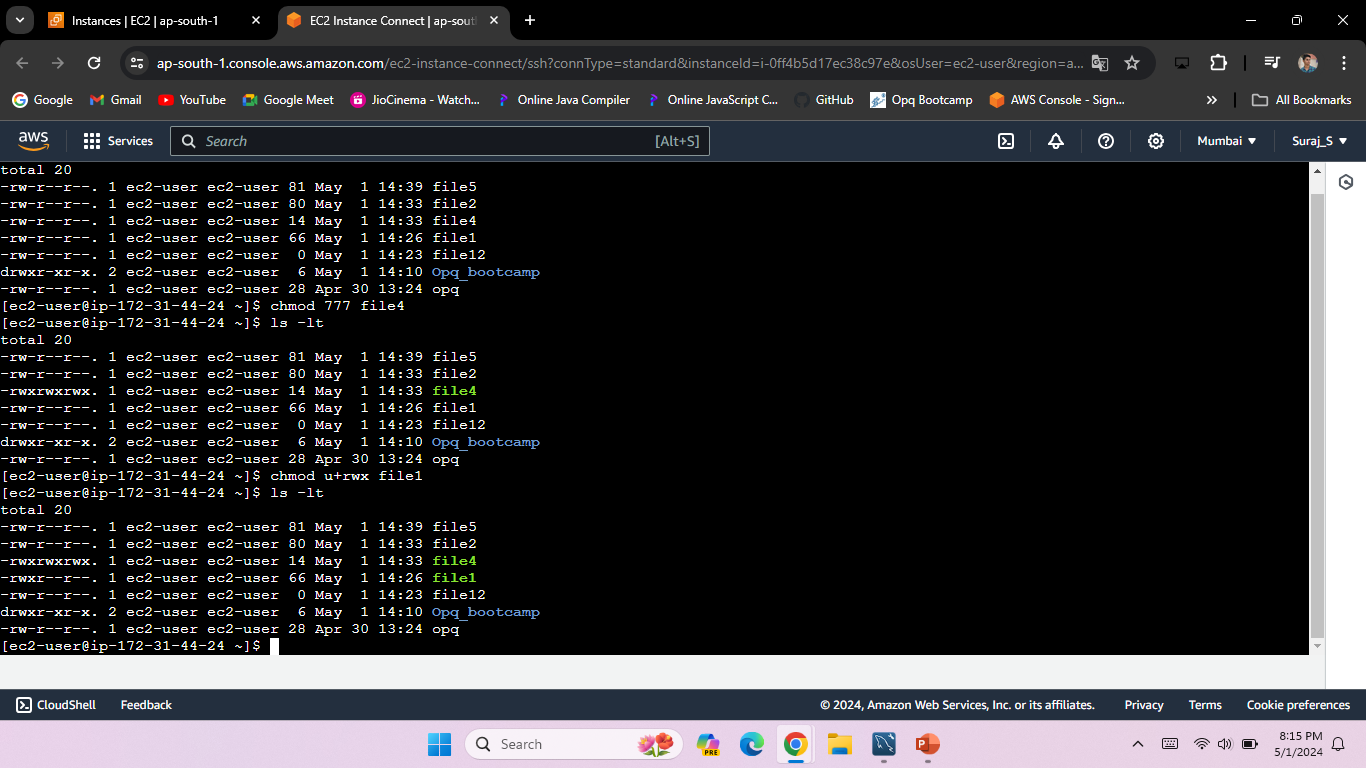 Instances | EC2 | ap-south-1
EC2 Instance Connect | ap-sout
ap-south-1.console.aws.amazon.com/ec2-instance-connect/ssh?connType=standard&instanceId=i-0ff4b5d17ec38c97e&osUser=ec2-user&region=a...
Google Gmail YouTube Google Meet JioCinema - Watch... Online Java Compiler Online JavaScript C... GitHub Opq Bootcamp AWS Console - Sign... » All Bookmarks
aws Services Search [Alt+S] Mumbai Suraj_S
total 20
-rw-r--r--. 1 ec2-user ec2-user 81 May  1 14:39 file5
-rw-r--r--. 1 ec2-user ec2-user 80 May  1 14:33 file2
-rw-r--r--. 1 ec2-user ec2-user 14 May  1 14:33 file4
-rw-r--r--. 1 ec2-user ec2-user 66 May  1 14:26 file1
-rw-r--r--. 1 ec2-user ec2-user  0 May  1 14:23 file12
drwxr-xr-x. 2 ec2-user ec2-user  6 May  1 14:10 Opq_bootcamp
-rw-r--r--. 1 ec2-user ec2-user 28 Apr 30 13:24 opq
[ec2-user@ip-172-31-44-24 ~]$ chmod 777 file4
[ec2-user@ip-172-31-44-24 ~]$ ls -lt
total 20
-rw-r--r--. 1 ec2-user ec2-user 81 May  1 14:39 file5
-rw-r--r--. 1 ec2-user ec2-user 80 May  1 14:33 file2
-rwxrwxrwx. 1 ec2-user ec2-user 14 May  1 14:33 file4
-rw-r--r--. 1 ec2-user ec2-user 66 May  1 14:26 file1
-rw-r--r--. 1 ec2-user ec2-user  0 May  1 14:23 file12
drwxr-xr-x. 2 ec2-user ec2-user  6 May  1 14:10 Opq_bootcamp
-rw-r--r--. 1 ec2-user ec2-user 28 Apr 30 13:24 opq
[ec2-user@ip-172-31-44-24 ~]$ chmod u+rwx file1
[ec2-user@ip-172-31-44-24 ~]$ ls -lt
total 20
-rw-r--r--. 1 ec2-user ec2-user 81 May  1 14:39 file5
-rw-r--r--. 1 ec2-user ec2-user 80 May  1 14:33 file2
-rwxrwxrwx. 1 ec2-user ec2-user 14 May  1 14:33 file4
-rwxr--r--. 1 ec2-user ec2-user 66 May  1 14:26 file1
-rw-r--r--. 1 ec2-user ec2-user  0 May  1 14:23 file12
drwxr-xr-x. 2 ec2-user ec2-user  6 May  1 14:10 Opq_bootcamp
-rw-r--r--. 1 ec2-user ec2-user 28 Apr 30 13:24 opq
[ec2-user@ip-172-31-44-24 ~]$
CloudShell Feedback © 2024, Amazon Web Services, Inc. or its affiliates. Privacy Terms Cookie preferences
Search PRE 8:15 PM
5/1/2024